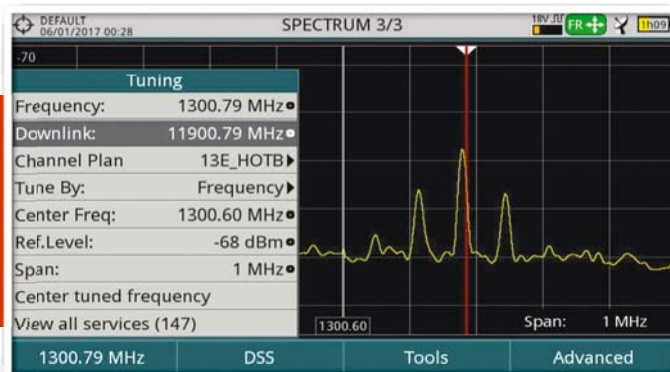 DEFAULT
06/01/2017 00:28
SPECTRUM 3/3
18V
FR
1h09
-70
Tuning
Frequency: 1300.79 MHz
Downlink: 11900.79 MHz
Channel Plan 13E_HOTB
Tune By: Frequency
Center Freq: 1300.60 MHz
Ref.Level: -68 dBm
Span: 1 MHz
Center tuned frequency
View all services (147)
1300.60
Span: 1 MHz
1300.79 MHz DSS Tools Advanced